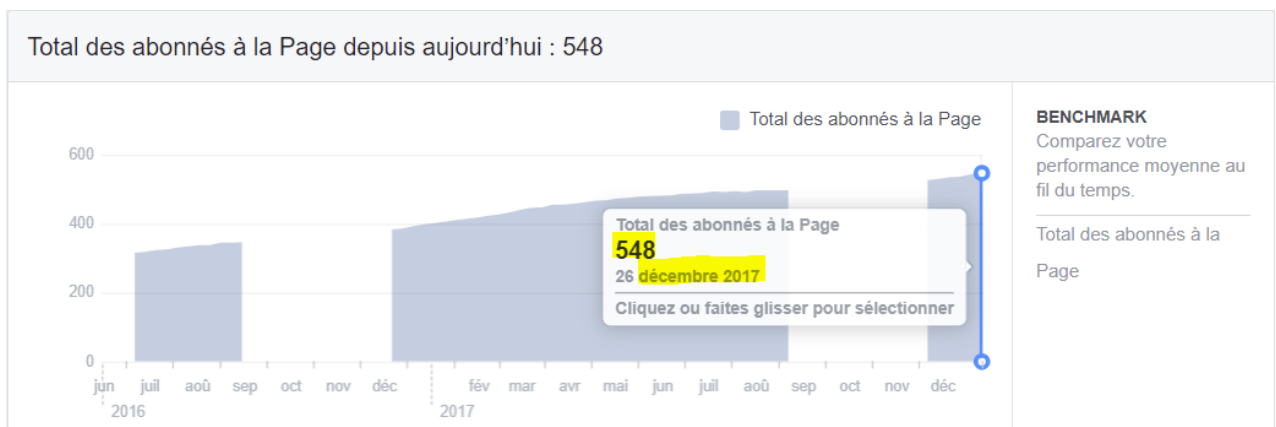 Total des abonnés à la Page depuis aujourd'hui : 548
Total des abonnés à la Page
600
400
200
0
jun juil aoû sep oct nov déc fév mar avr mai jun juil aoû sep oct nov déc
2016 2017
Total des abonnés à la Page
548
26 décembre 2017
Cliquez ou faites glisser pour sélectionner
BENCHMARK
Comparez votre
performance moyenne au
fil du temps.
Total des abonnés à la
Page